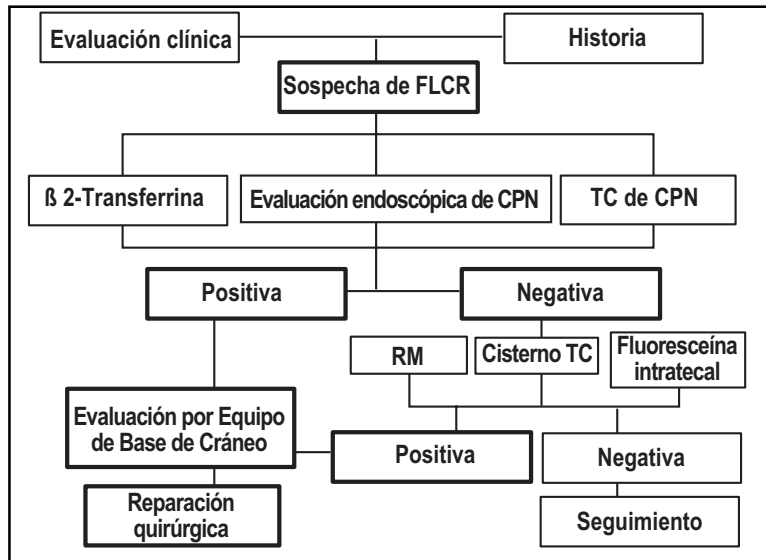 Evaluación clínica
Historia
Sospecha de FLCR
ß 2-Transferrina
Evaluación endoscópica de CPN
TC de CPN
Positiva
Negativa
RM
Cisterno TC
Fluoresceína
intratecal
Evaluación por Equipo
de Base de Cráneo
Positiva
Negativa
Reparación
quirúrgica
Seguimiento